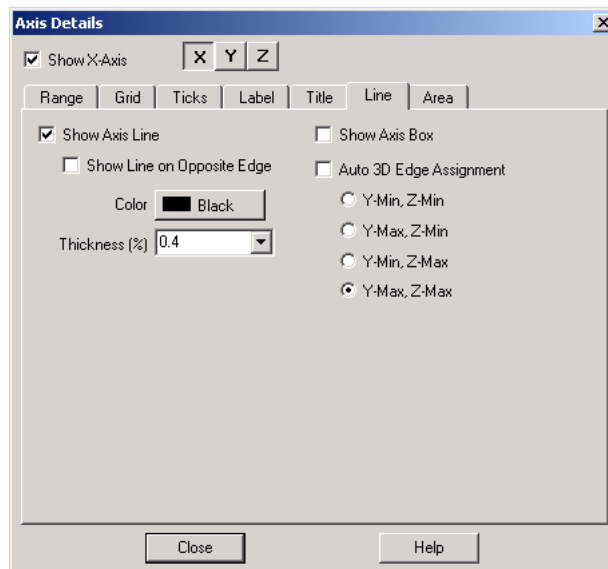 Axis Details
Show X-Axis X Y Z
Range Grid Ticks Label Title Line Area
Show Axis Line
Show Line on Opposite Edge
Color Black
Thickness (%) 0.4
Show Axis Box
Auto 3D Edge Assignment
Y-Min, Z-Min
Y-Max, Z-Min
Y-Min, Z-Max
Y-Max, Z-Max
Close Help